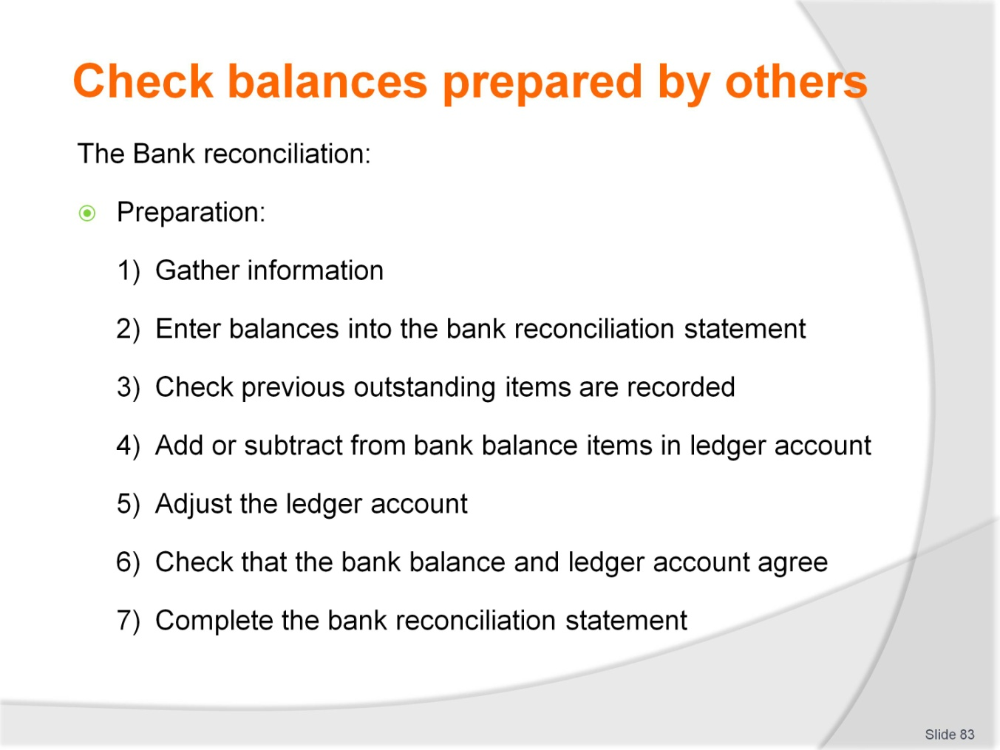 Check balances prepared by others
The Bank reconciliation:
Preparation:
1) Gather information
2) Enter balances into the bank reconciliation statement
3) Check previous outstanding items are recorded
4) Add or subtract from bank balance items in ledger account
5) Adjust the ledger account
6) Check that the bank balance and ledger account agree
7) Complete the bank reconciliation statement
Slide 83